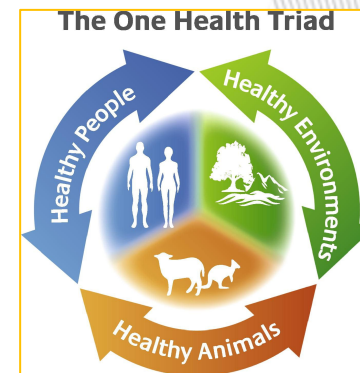 The One Health Triad
Healthy People
Healthy Environments
Healthy Animals